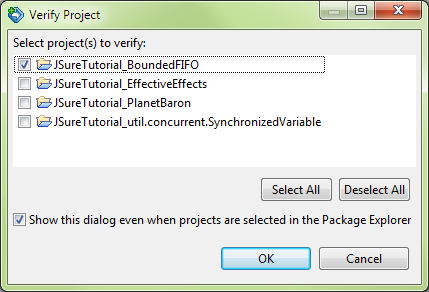 Verify Project
Select project(s) to verify:
JSureTutorial_BoundedFIFO
JSureTutorial_EffectiveEffects
JSureTutorial_PlanetBaron
JSureTutorial_util.concurrent.SynchronizedVariable
Select All Deselect All
Show this dialog even when projects are selected in the Package Explorer
OK Cancel